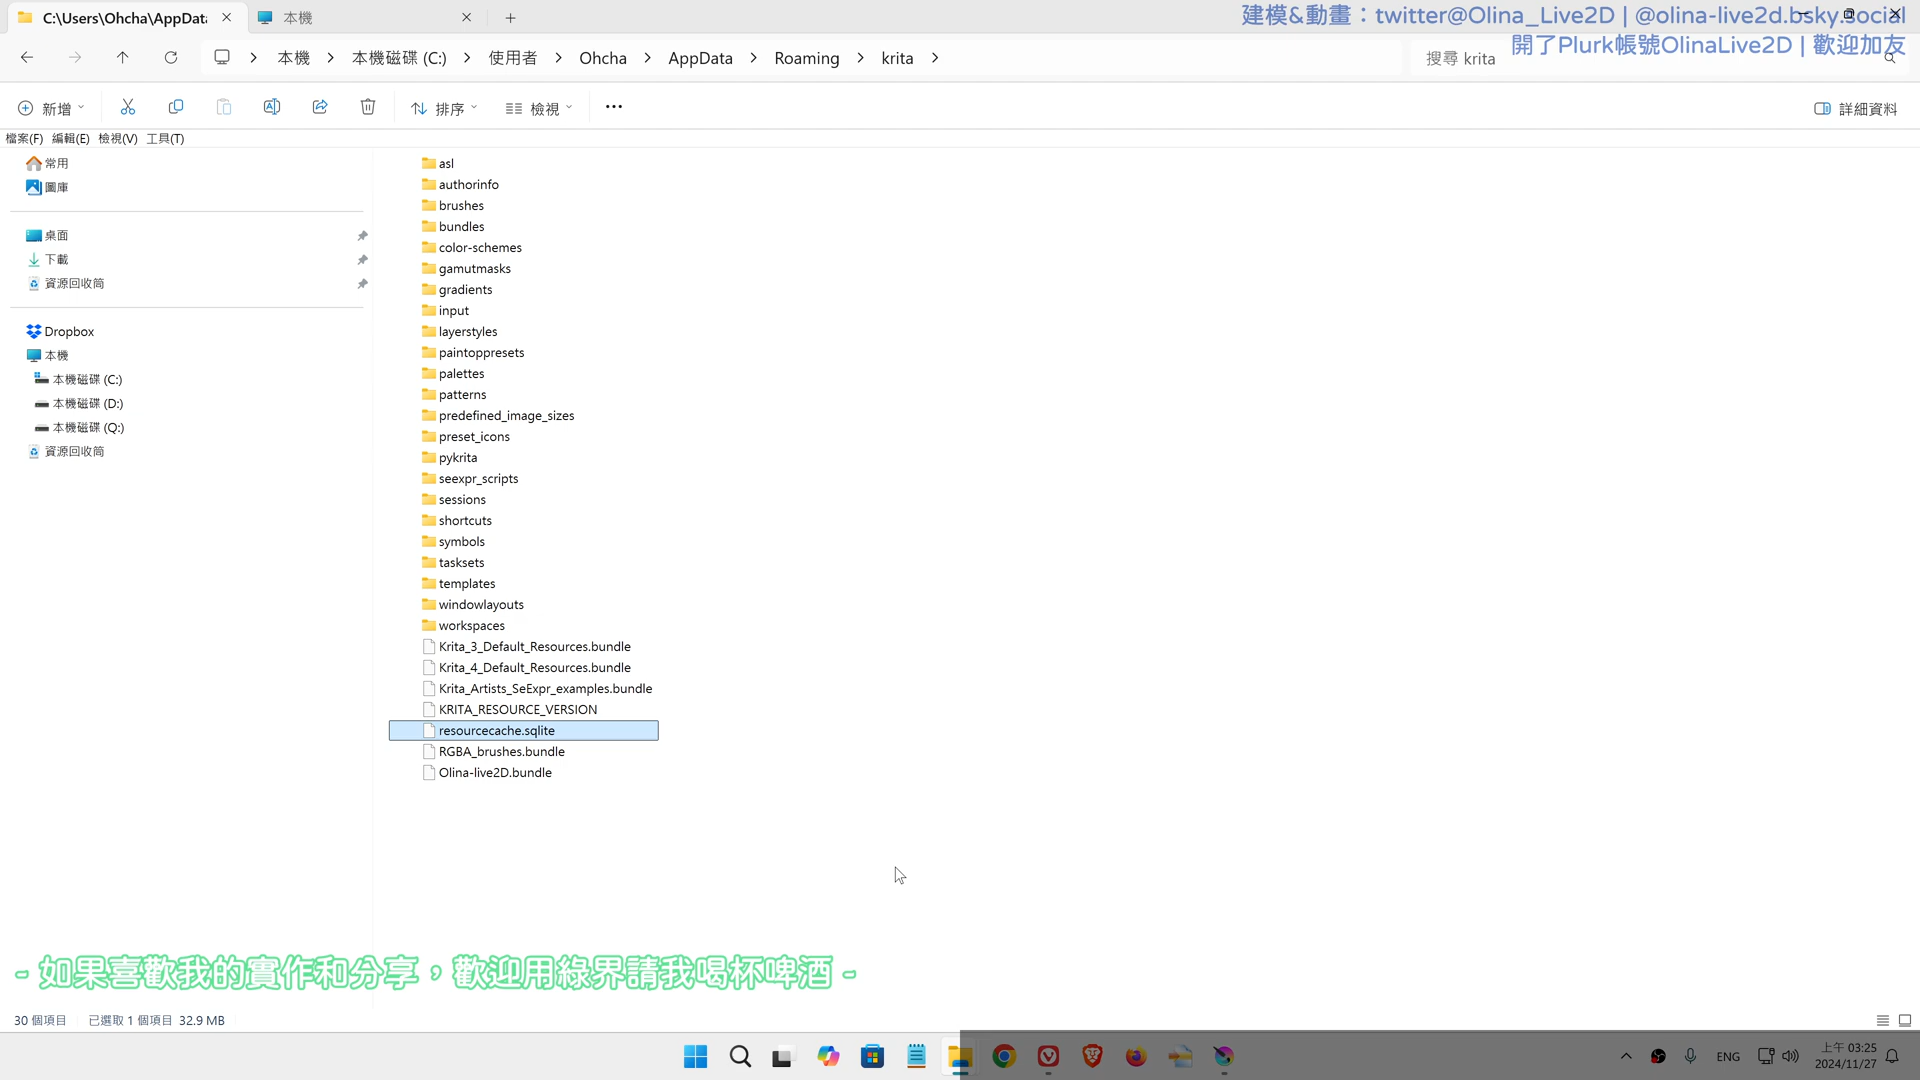 C:\Users\Ohcha\AppData
本機
建模&動畫：twitter@Olina_Live2D | @olina-live2d.bsky.social
本機
本機磁碟 (C:)
使用者
Ohcha
AppData
Roaming
krita
搜尋 krita
開了Plurk帳號OlinaLive2D | 歡迎加友
新增
排序
檢視
詳細資料
檔案(F) 編輯(E) 檢視(V) 工具(T)
常用
圖庫
桌面
下載
資源回收筒
Dropbox
本機
本機磁碟 (C:)
本機磁碟 (D:)
本機磁碟 (Q:)
資源回收筒
asl
authorinfo
brushes
bundles
color-schemes
gamutmasks
gradients
input
layerstyles
paintoppresets
palettes
patterns
predefined_image_sizes
preset_icons
pykrita
seexpr_scripts
sessions
shortcuts
symbols
tasksets
templates
windowlayouts
workspaces
Krita_3_Default_Resources.bundle
Krita_4_Default_Resources.bundle
Krita_Artists_SeExpr_examples.bundle
KRITA_RESOURCE_VERSION
resourcecache.sqlite
RGBA_brushes.bundle
Olina-live2D.bundle
- 如果喜歡我的實作和分享，歡迎用綠界請我喝杯啤酒 -
30 個項目
已選取 1 個項目 32.9 MB
ENG
上午 03:25
2024/11/27